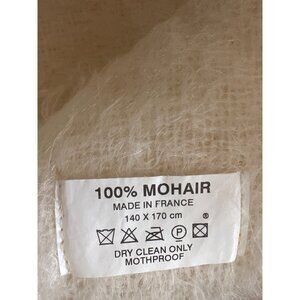 100% MOHAIR
MADE IN FRANCE
140 X 170 cm
®
P
DRY CLEAN ONLY
MOTHPROOF